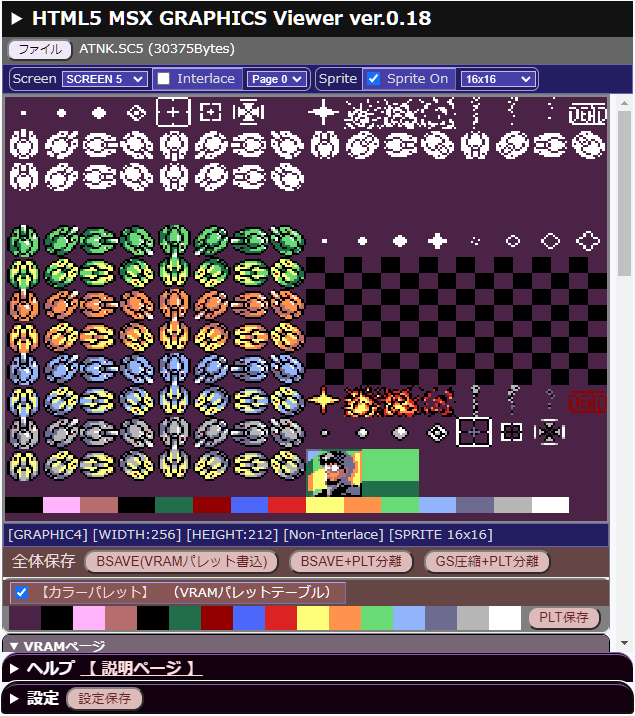 ▶ HTML5 MSX GRAPHICS Viewer ver.0.18
ファイル ATNK.SC5 (30375Bytes)
Screen SCREEN 5 Interlace Page 0 Sprite Sprite On 16x16
[GRAPHIC4] [WIDTH:256] [HEIGHT:212] [Non-Interlace] [SPRITE 16x16]
全体保存 BSAVE(VRAMパレット書込) BSAVE+PLT分離 GS圧縮+PLT分離
【カラーパレット】 （VRAMパレットテーブル）
PLT保存
▼ VRAMページ
▶ ヘルプ 【 説明ページ 】
▶ 設定 設定保存